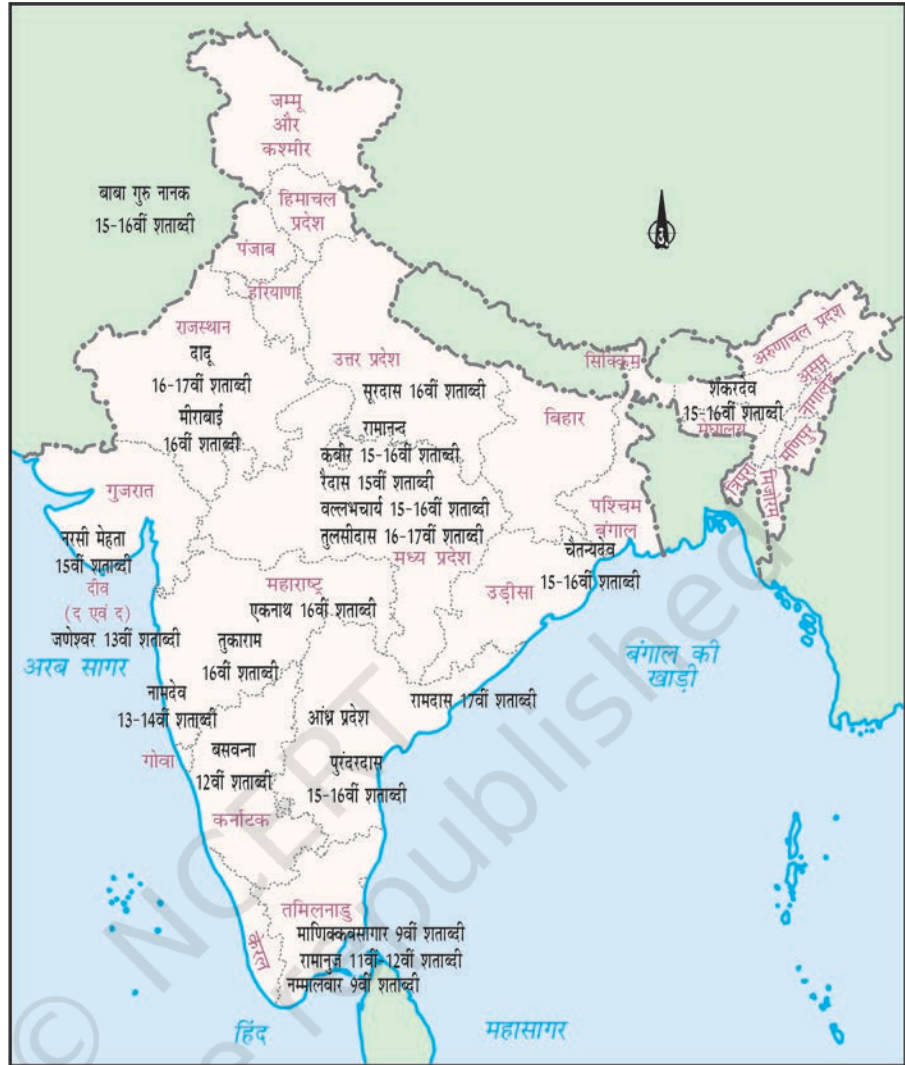 जम्मू
और
कश्मीर
बाबा गुरु नानक
15-16वीं शताब्दी
हिमाचल
प्रदेश
पंजाब
हरियाणा
राजस्थान
दादू
16-17वीं शताब्दी
मीराबाई
16वीं शताब्दी
उत्तर प्रदेश
सूरदास 16वीं शताब्दी
रामानन्द
कबीर 15-16वीं शताब्दी
रैदास 15वीं शताब्दी
वल्लभचार्य 15-16वीं शताब्दी
तुलसीदास 16-17वीं शताब्दी
उ
सिक्किम
अरुणाचल प्रदेश
असम
नागालैंड
शंकरदेव
15-16वीं शताब्दी
मेघालय
मणिपुर
त्रिपुरा
मिजोरम
बिहार
पश्चिम
बंगाल
चैतन्यदेव
15-16वीं शताब्दी
गुजरात
नरसी मेहता
15वीं शताब्दी
दीव
(द एवं द)
जणेश्वर 13वीं शताब्दी
अरब सागर
मध्य प्रदेश
उड़ीसा
महाराष्ट्र
एकनाथ 16वीं शताब्दी
तुकाराम
16वीं शताब्दी
नामदेव
13-14वीं शताब्दी
रामदास 17वीं शताब्दी
बंगाल की
खाड़ी
आंध्र प्रदेश
गोवा
बसवन्ना
12वीं शताब्दी
पुरंदरदास
15-16वीं शताब्दी
कर्नाटक
तमिलनाडु
माणिक्कवसागार 9वीं शताब्दी
रामानुज 11वीं-12वीं शताब्दी
नम्मालवार 9वीं शताब्दी
केरल
हिंद
महासागर
© NCERT
e republished